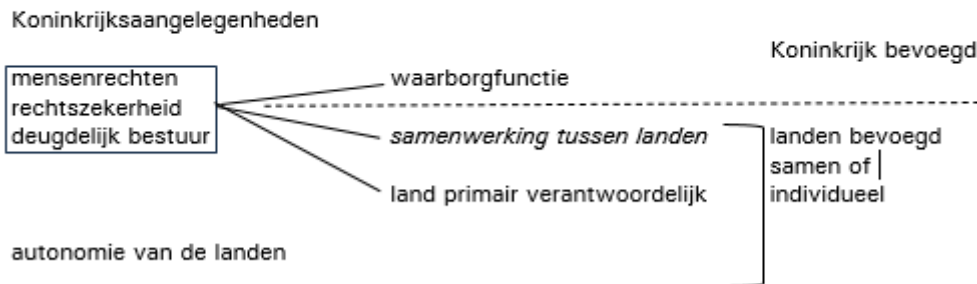 Koninkrijksaangelegenheden
Koninkrijk bevoegd
mensenrechten
rechtszekerheid
deugdelijk bestuur
waarborgfunctie
samenwerking tussen landen
land primair verantwoordelijk
landen bevoegd
samen of
individueel
autonomie van de landen